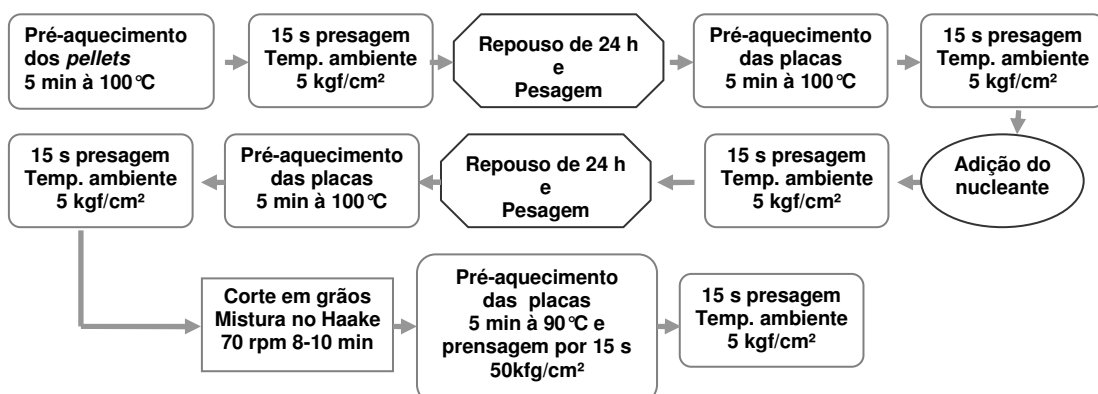 Pré-aquecimento
dos pellets
5 min à 100°C
15 s presagem
Temp. ambiente
5 kgf/cm²
Repouso de 24 h
e
Pesagem
Pré-aquecimento
das placas
5 min à 100°C
15 s presagem
Temp. ambiente
5 kgf/cm²
Adição do
nucleante
15 s presagem
Temp. ambiente
5 kgf/cm²
Repouso de 24 h
e
Pesagem
Pré-aquecimento
das placas
5 min à 100°C
15 s presagem
Temp. ambiente
5 kgf/cm²
Corte em grãos
Mistura no Haake
70 rpm 8-10 min
Pré-aquecimento
das placas
5 min à 90°C e
prensagem por 15 s
50kfg/cm²
15 s presagem
Temp. ambiente
5 kgf/cm²